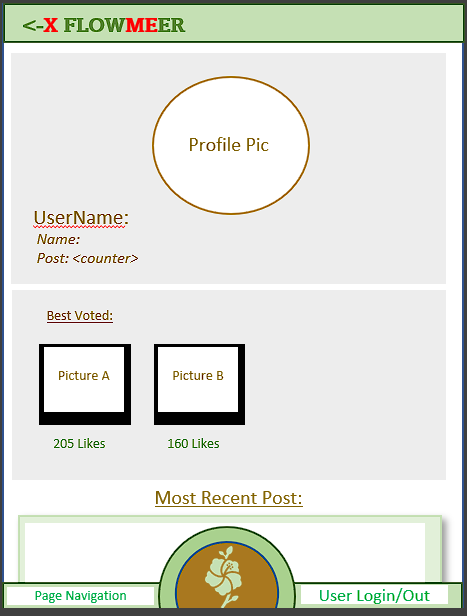 <-X FLOWMEER
Profile Pic
UserName:
Name:
Post: <counter>
Best Voted:
Picture A
Picture B
205 Likes
160 Likes
Most Recent Post:
Page Navigation
User Login/Out